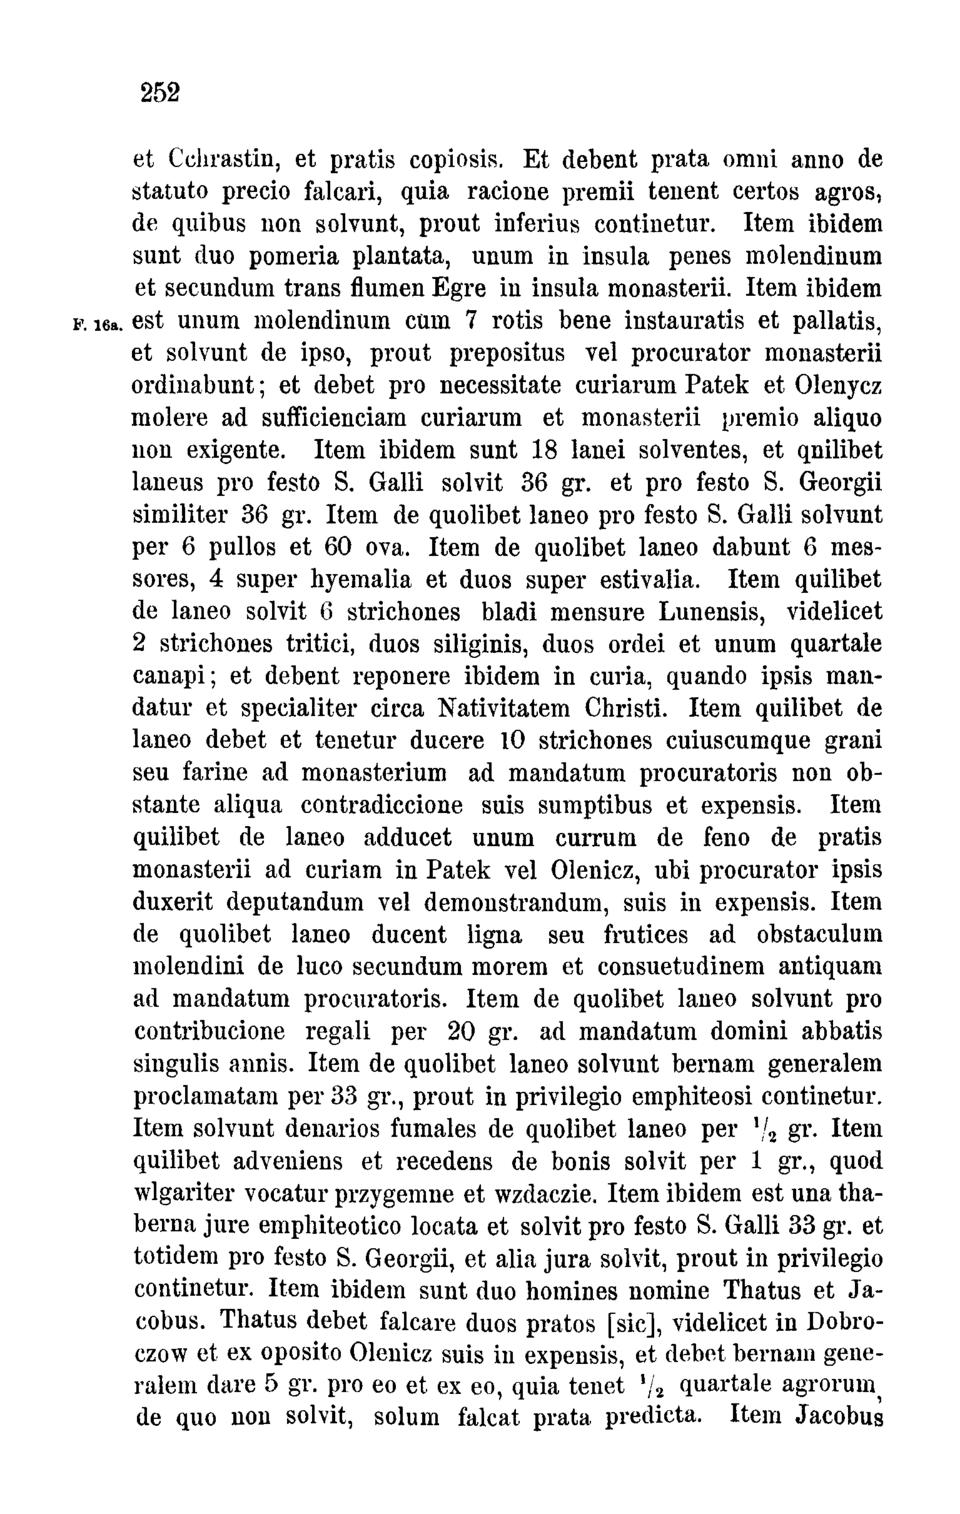 252
et Cchrastin, et pratis copiosis. Et debent prata omni anno de
statuto precio falcari, quia racione premii tenent certos agros,
de quibus non solvunt, prout inferius continetur. Item ibidem
sunt duo pomeria plantata, unum in insula penes molendinum
et secundum trans flumen Egre in insula monasterii. Item ibidem
F. 16a. est unum molendinum cum 7 rotis bene instauratis et pallatis,
et solvunt de ipso, prout prepositus vel procurator monasterii
ordinabunt; et debet pro necessitate curiarum Patek et Olenycz
molere ad sufficienciam curiarum et monasterii premio aliquo
non exigente. Item ibidem sunt 18 lanei solventes, et qnilibet
laneus pro festo S. Galli solvit 36 gr. et pro festo S. Georgii
similiter 36 gr. Item de quolibet laneo pro festo S. Galli solvunt
per 6 pullos et 60 ova. Item de quolibet laneo dabunt 6 mes-
sores, 4 super hyemalia et duos super estivalia. Item quilibet
de laneo solvit 6 strichones bladi mensure Lunensis, videlicet
2 strichones tritici, duos siliginis, duos ordei et unum quartale
canapi; et debent reponere ibidem in curia, quando ipsis man-
datur et specialiter circa Nativitatem Christi. Item quilibet de
laneo debet et tenetur ducere 10 strichones cuiuscumque grani
seu farine ad monasterium ad mandatum procuratoris non ob-
stante aliqua contradiccione suis sumptibus et expensis. Item
quilibet de laneo adducet unum currum de feno de pratis
monasterii ad curiam in Patek vel Olenicz, ubi procurator ipsis
duxerit deputandum vel demonstrandum, suis in expensis. Item
de quolibet laneo ducent ligna seu frutices ad obstaculum
molendini de luco secundum morem et consuetudinem antiquam
ad mandatum procuratoris. Item de quolibet laneo solvunt pro
contribucione regali per 20 gr. ad mandatum domini abbatis
singulis annis. Item de quolibet laneo solvunt bernam generalem
proclamatam per 33 gr., prout in privilegio emphiteosi continetur.
Item solvunt denarios fumales de quolibet laneo per ½ gr. Item
quilibet adveniens et recedens de bonis solvit per 1 gr., quod
wlgariter vocatur przygemne et wzdaczie. Item ibidem est una tha-
berna jure emphiteotico locata et solvit pro festo S. Galli 33 gr. et
totidem pro festo S. Georgii, et alia jura solvit, prout in privilegio
continetur. Item ibidem sunt duo homines nomine Thatus et Ja-
cobus. Thatus debet falcare duos pratos [sic], videlicet in Dobro-
czow et ex oposito Olenicz suis in expensis, et debet bernam gene-
ralem dare 5 gr. pro eo et ex eo, quia tenet ½ quartale agrorum,
de quo non solvit, solum falcat prata predicta. Item Jacobus